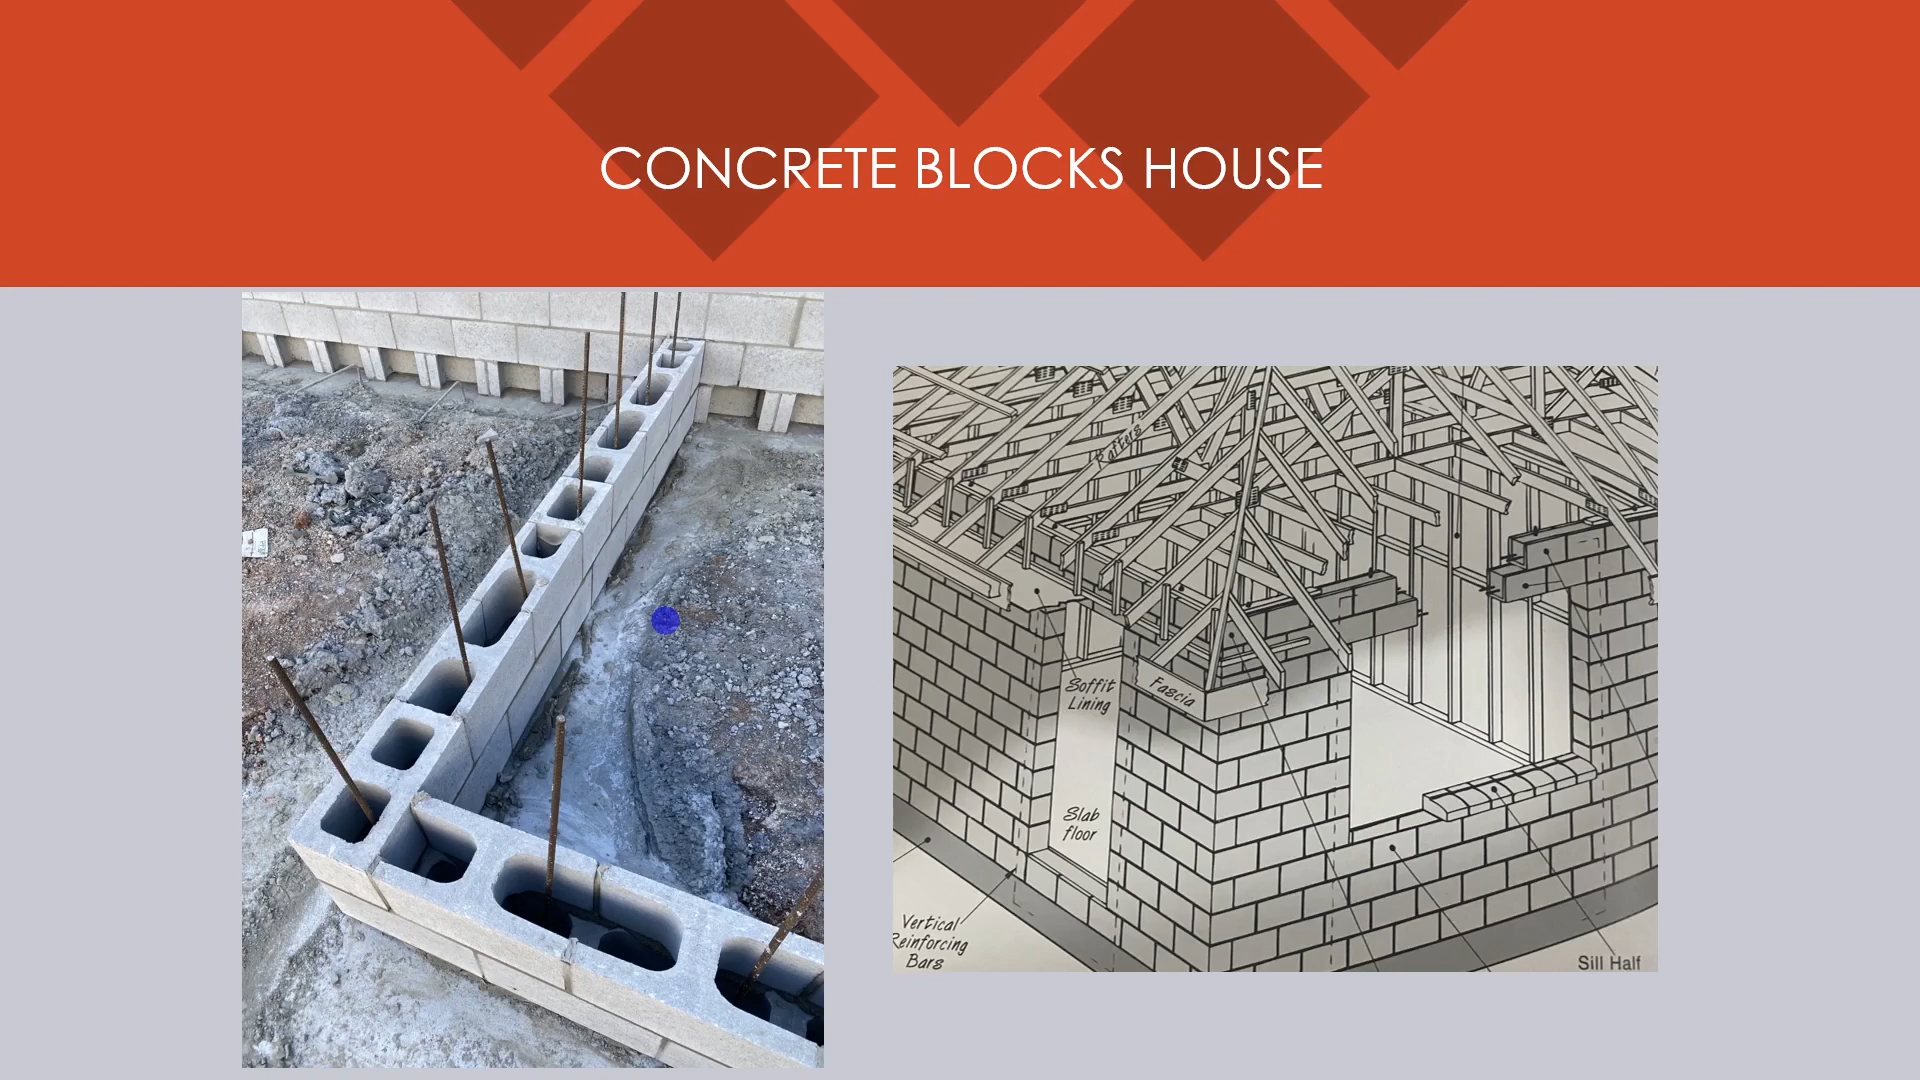 CONCRETE BLOCKS HOUSE
Rafters
Soffit
Lining
Fascia
Slab
floor
Vertical
Reinforcing
Bars
Sill Half